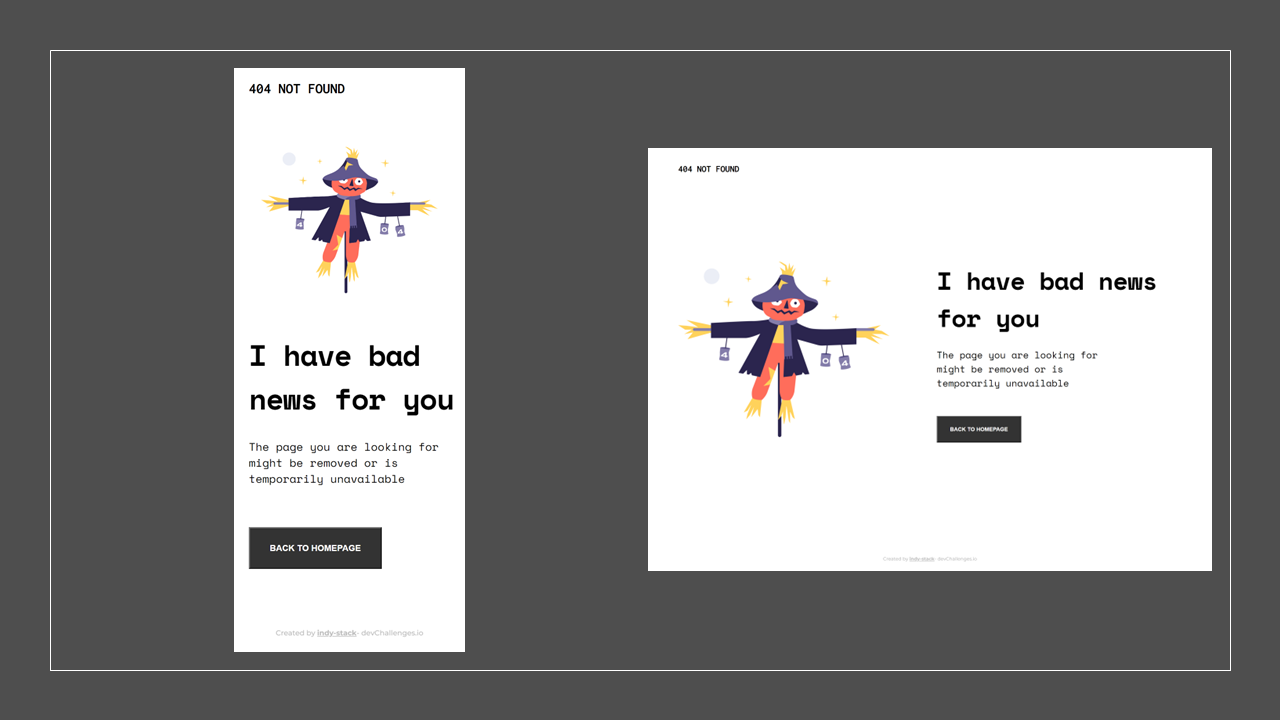 404 NOT FOUND
4
0
4
I have bad
news for you
The page you are looking for
might be removed or is
temporarily unavailable
BACK TO HOMEPAGE
Created by indy-stack- devChallenges.io
404 NOT FOUND
4
0
4
I have bad news
for you
The page you are looking for
might be removed or is
temporarily unavailable
BACK TO HOMEPAGE
Created by indy-stack- devChallenges.io